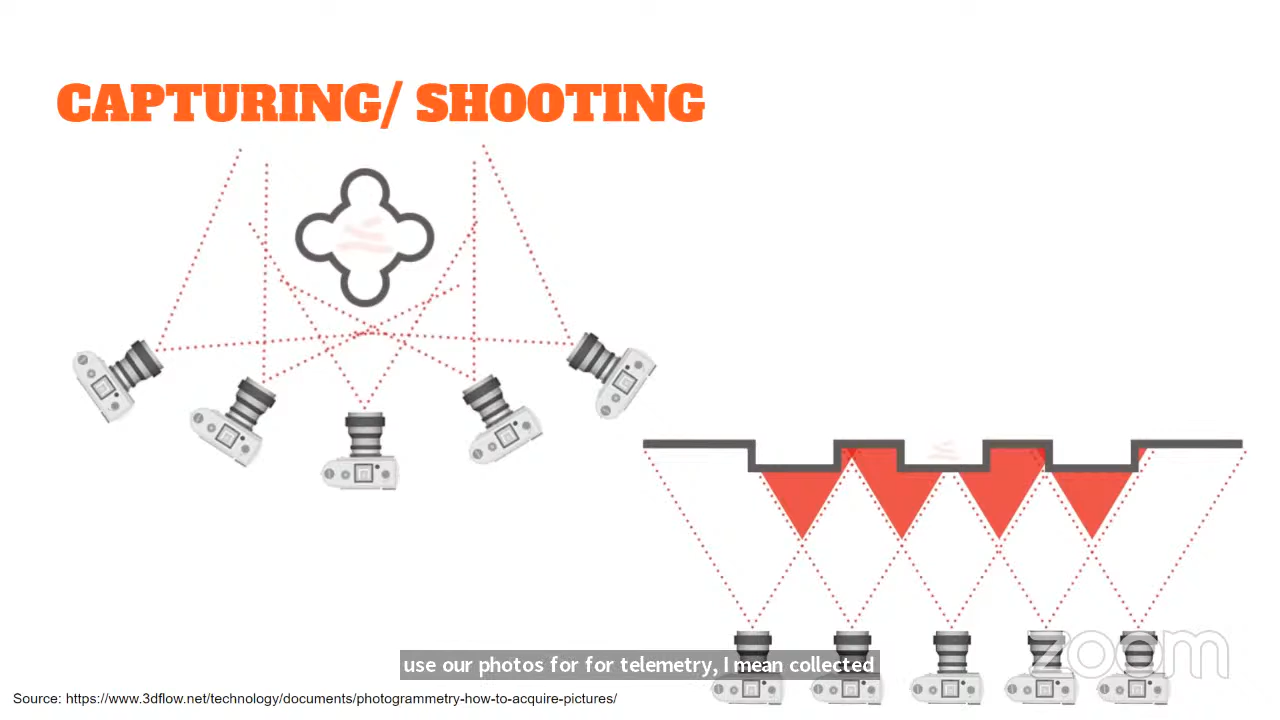 CAPTURING/ SHOOTING
zoom
use our photos for for telemetry, I mean collected
Source: https://www.3dflow.net/technology/documents/photogrammetry-how-to-acquire-pictures/